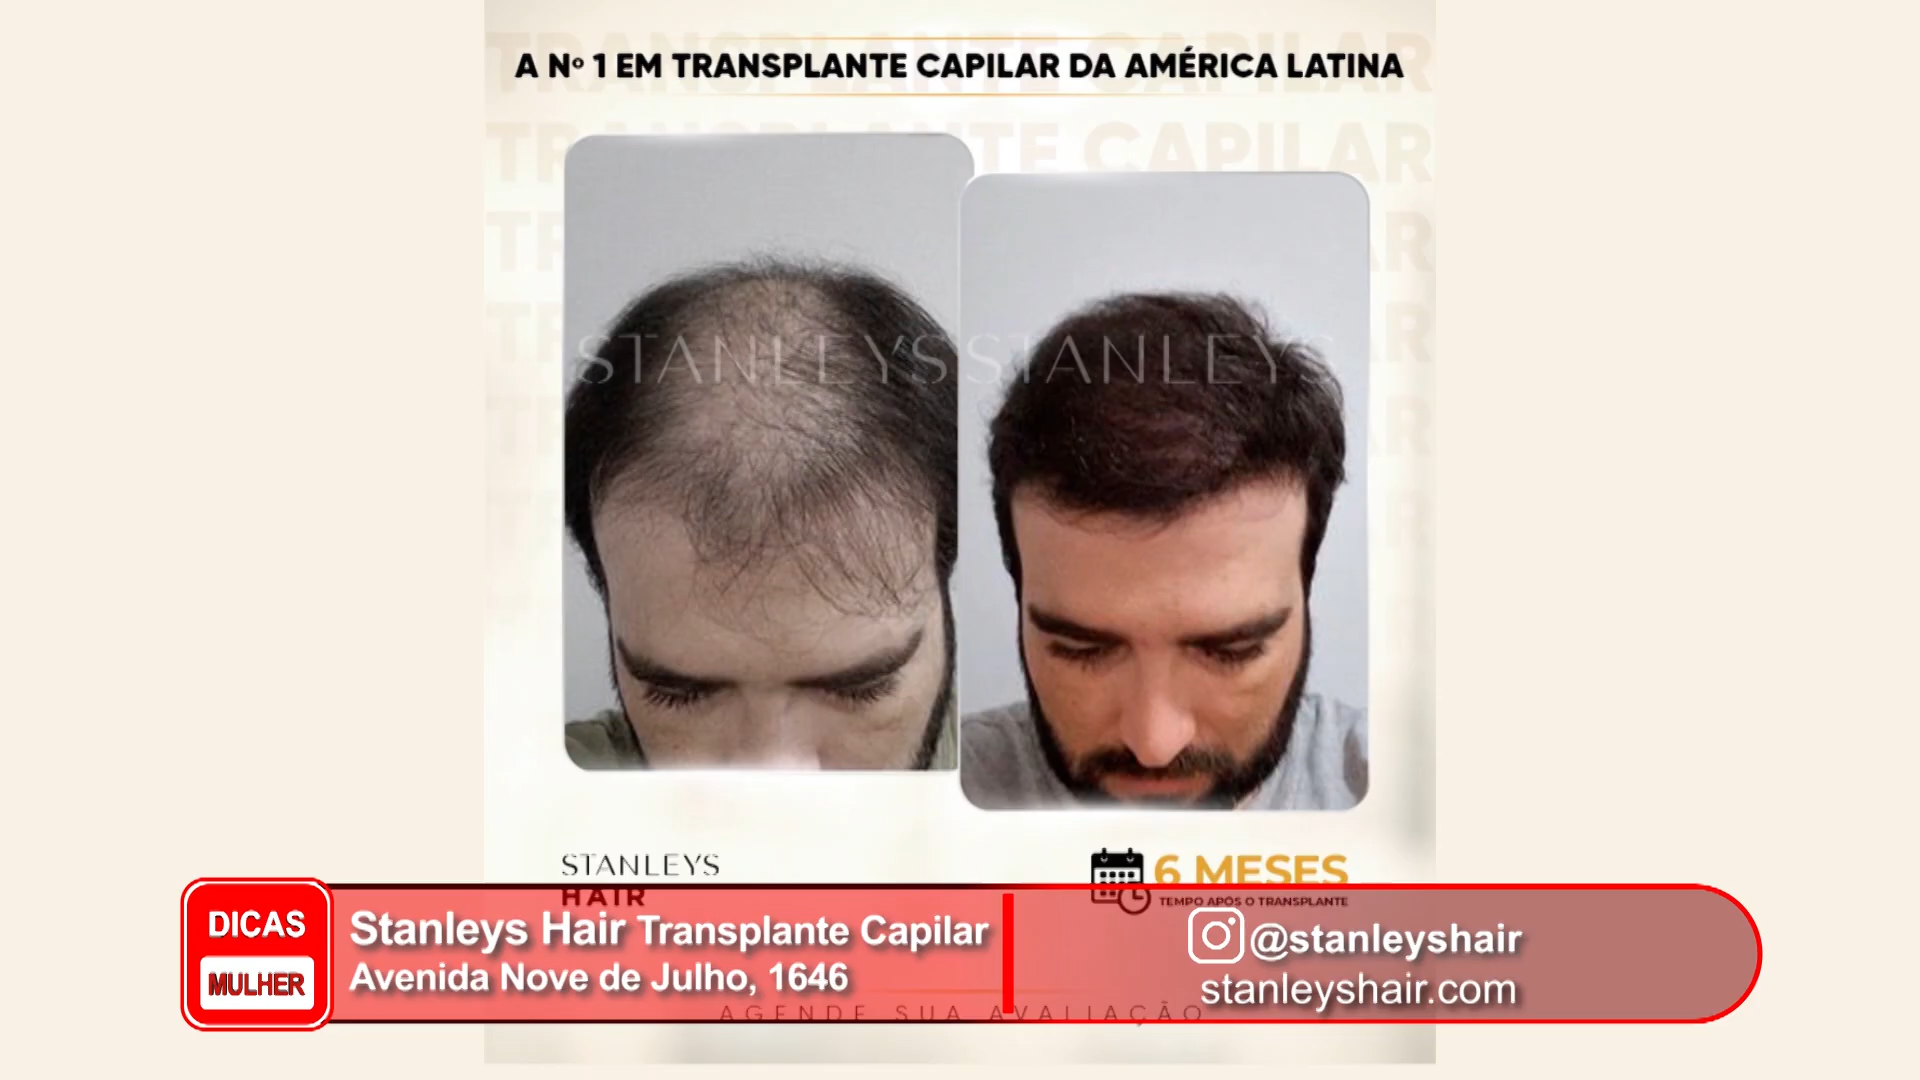 A Nº 1 EM TRANSPLANTE CAPILAR DA AMÉRICA LATINA
TRANSPLANTE CAPILAR
STANLEYS
STANLEYS
STANLEYS
HAIR
6 MESES
TEMPO APÓS O TRANSPLANTE
DICAS
MULHER
Stanleys Hair Transplante Capilar
Avenida Nove de Julho, 1646
@stanleyshair
stanleyshair.com
AGENDE SUA AVALIAÇÃO